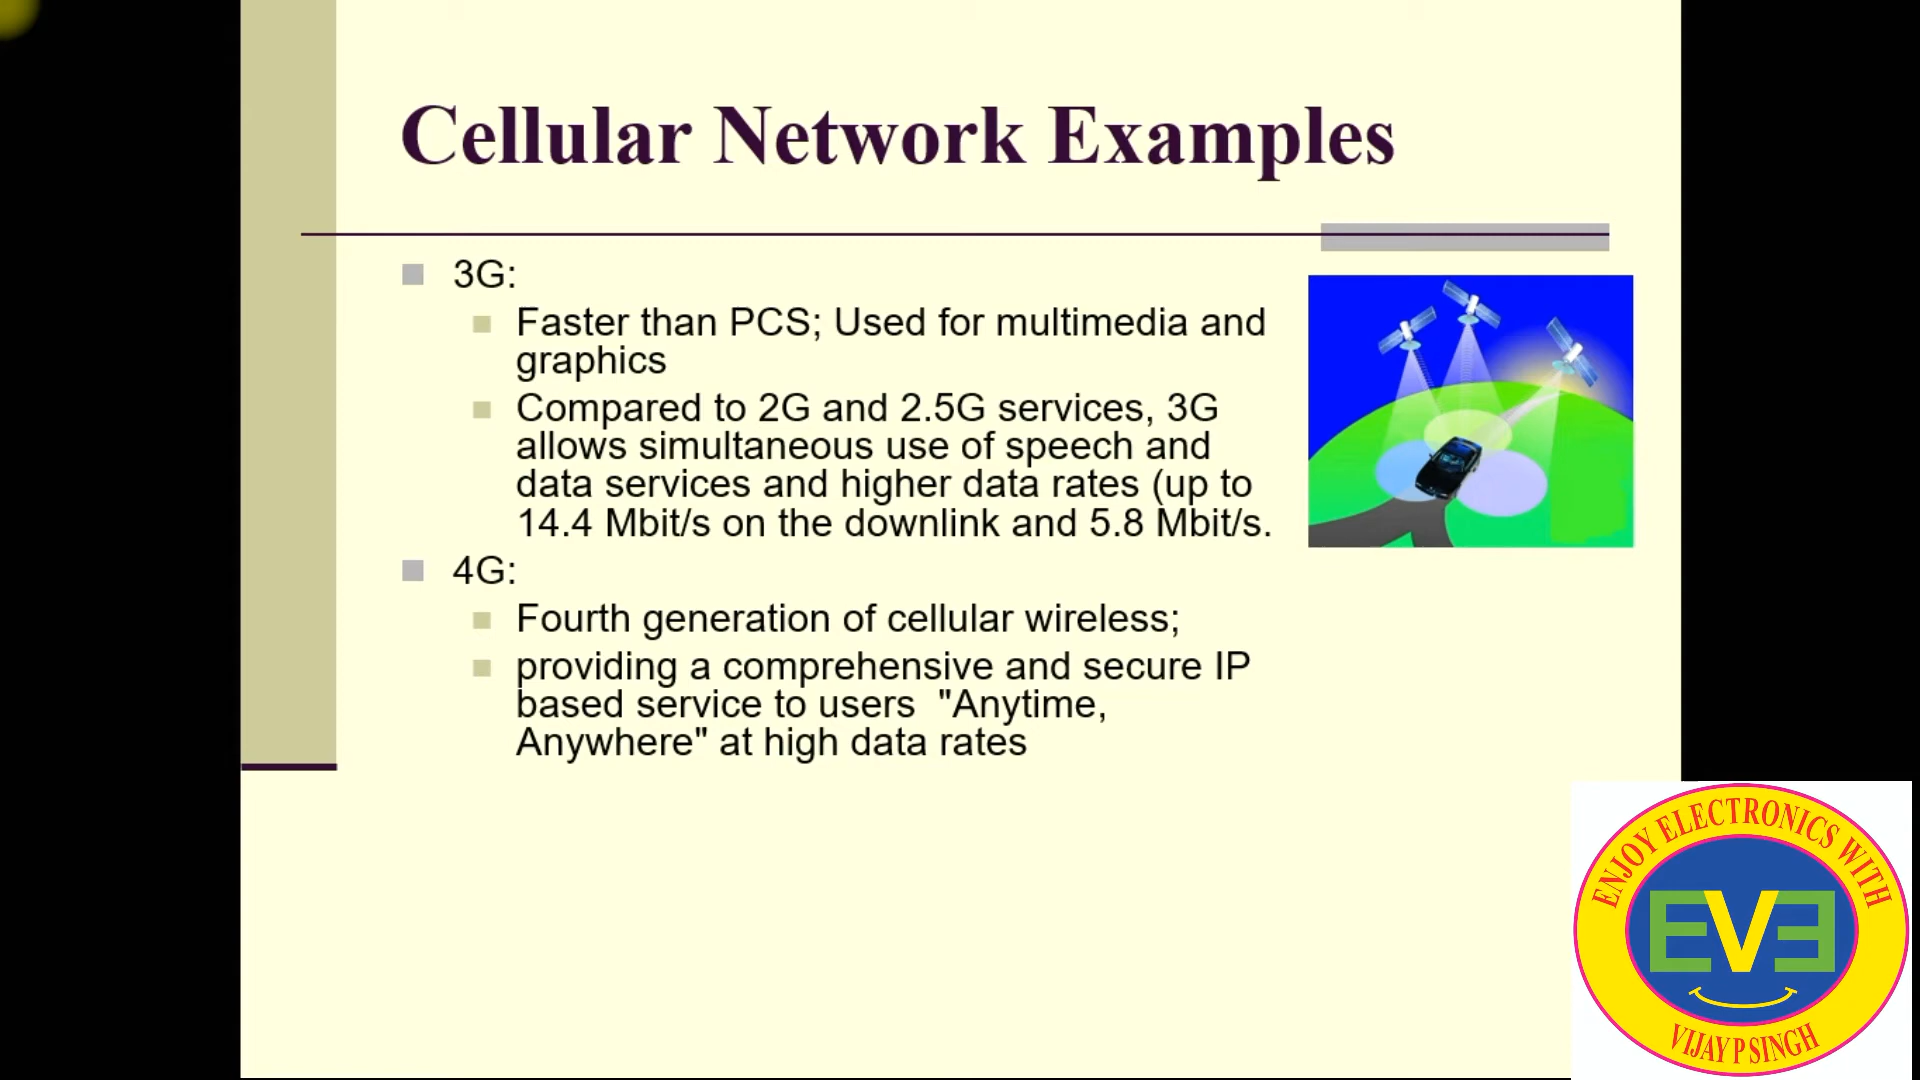 Cellular Network Examples
3G:
Faster than PCS; Used for multimedia and
graphics
Compared to 2G and 2.5G services, 3G
allows simultaneous use of speech and
data services and higher data rates (up to
14.4 Mbit/s on the downlink and 5.8 Mbit/s.
4G:
Fourth generation of cellular wireless;
providing a comprehensive and secure IP
based service to users "Anytime,
Anywhere" at high data rates
ENJOY ELECTRONICS WITH
EVE
VIJAY P SINGH